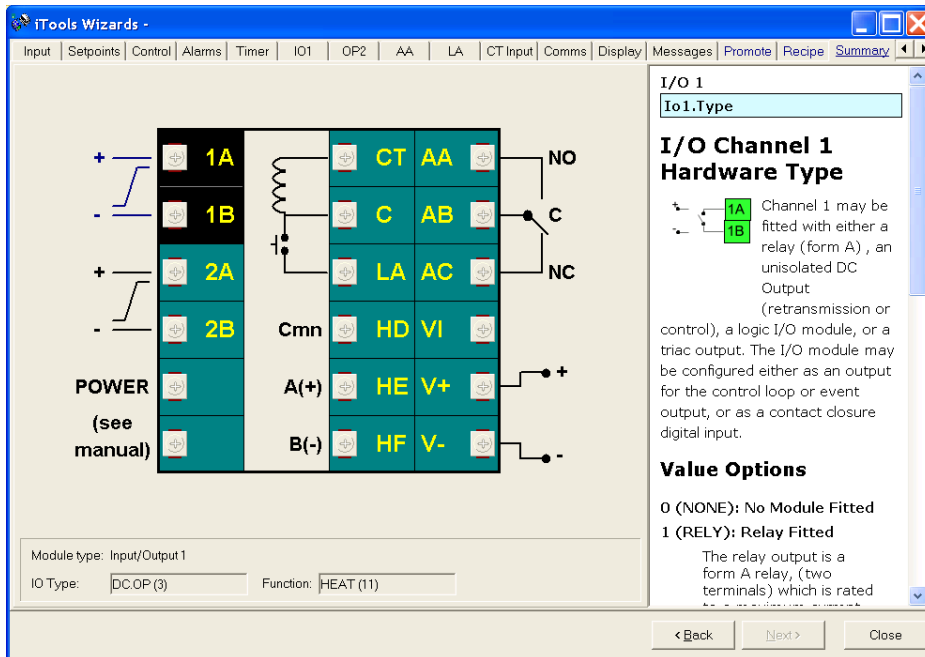 iTools Wizards -
Input Setpoints Control Alarms Timer IO1 OP2 AA LA CT Input Comms Display Messages Promote Recipe Summary
+ 1A CT AA NO
- 1B C AB C
+ 2A LA AC NC
- 2B Cmn HD VI
POWER A(+) HE V+ +
(see
manual) B(-) HF V- -
Module type: Input/Output 1
IO Type: DC.OP (3) Function: HEAT (11)
I/O 1
Io1.Type
I/O Channel 1
Hardware Type
+ 1A Channel 1 may be
- 1B fitted with either a
relay (form A) , an
unisolated DC
Output
(retransmission or
control), a logic I/O module, or a
triac output. The I/O module may
be configured either as an output
for the control loop or event
output, or as a contact closure
digital input.
Value Options
0 (NONE): No Module Fitted
1 (RELY): Relay Fitted
The relay output is a
form A relay, (two
terminals) which is rated
< Back Next > Close